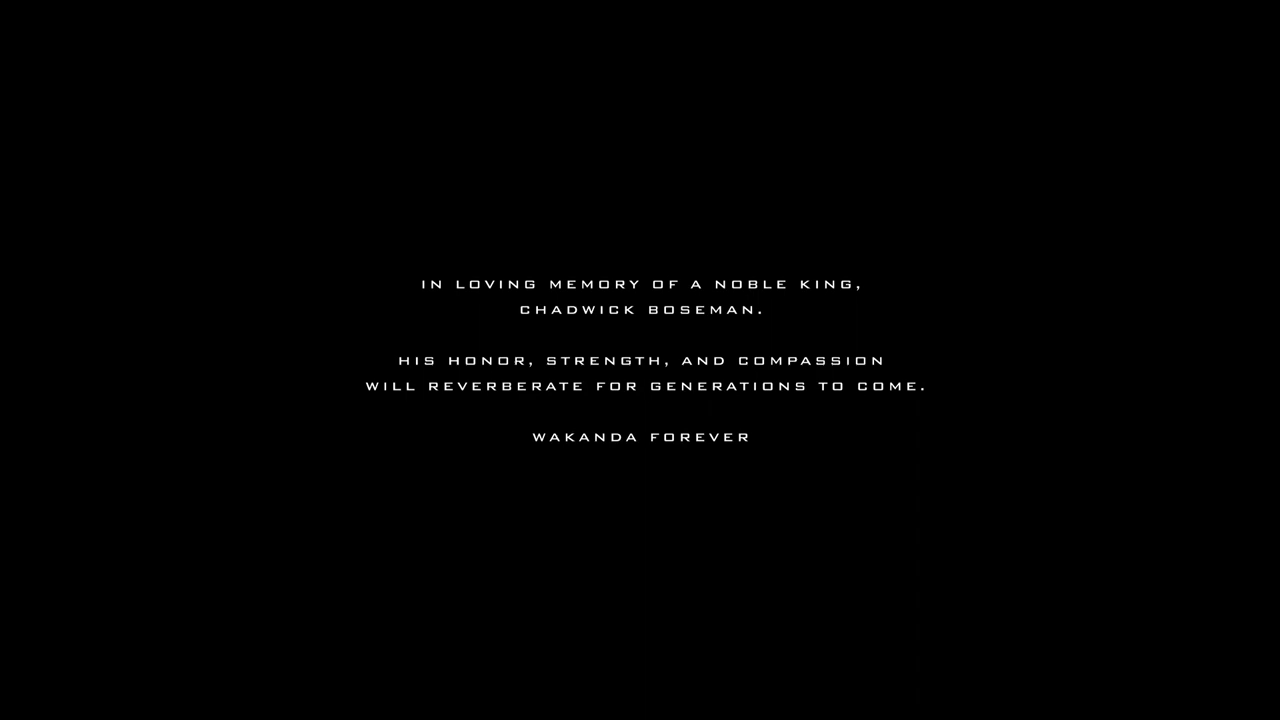 IN LOVING MEMORY OF A NOBLE KING,
CHADWICK BOSEMAN.
HIS HONOR, STRENGTH, AND COMPASSION
WILL REVERBERATE FOR GENERATIONS TO COME.
WAKANDA FOREVER